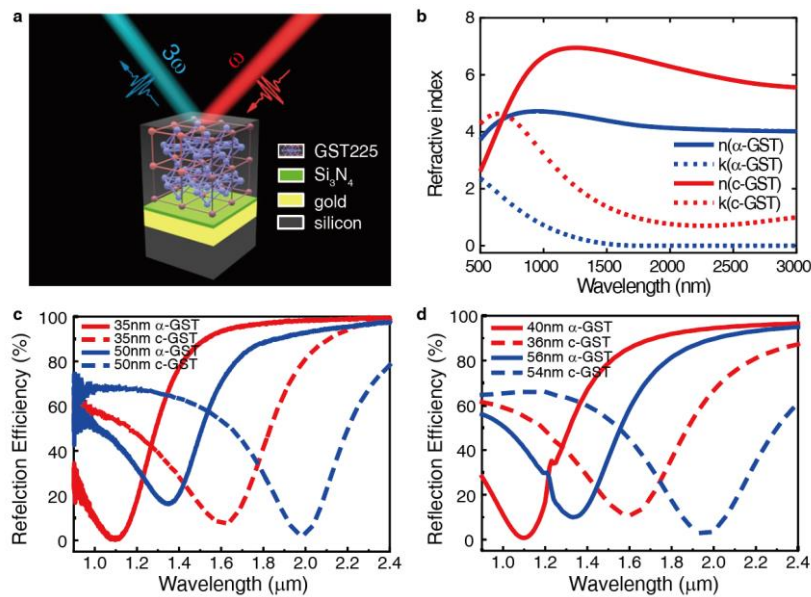 a
3ω
ω
GST225
Si3N4
gold
silicon
b
Refractive index
8
6
4
2
0
n(α-GST)
k(α-GST)
n(c-GST)
k(c-GST)
500 1000 1500 2000 2500 3000
Wavelength (nm)
c
Refelction Efficiency (%)
100
80
60
40
20
0
35nm α-GST
35nm c-GST
50nm α-GST
50nm c-GST
1.0 1.2 1.4 1.6 1.8 2.0 2.2 2.4
Wavelength (μm)
d
Reflection Efficiency (%)
100
80
60
40
20
0
40nm α-GST
36nm c-GST
56nm α-GST
54nm c-GST
1.0 1.2 1.4 1.6 1.8 2.0 2.2 2.4
Wavelength (μm)